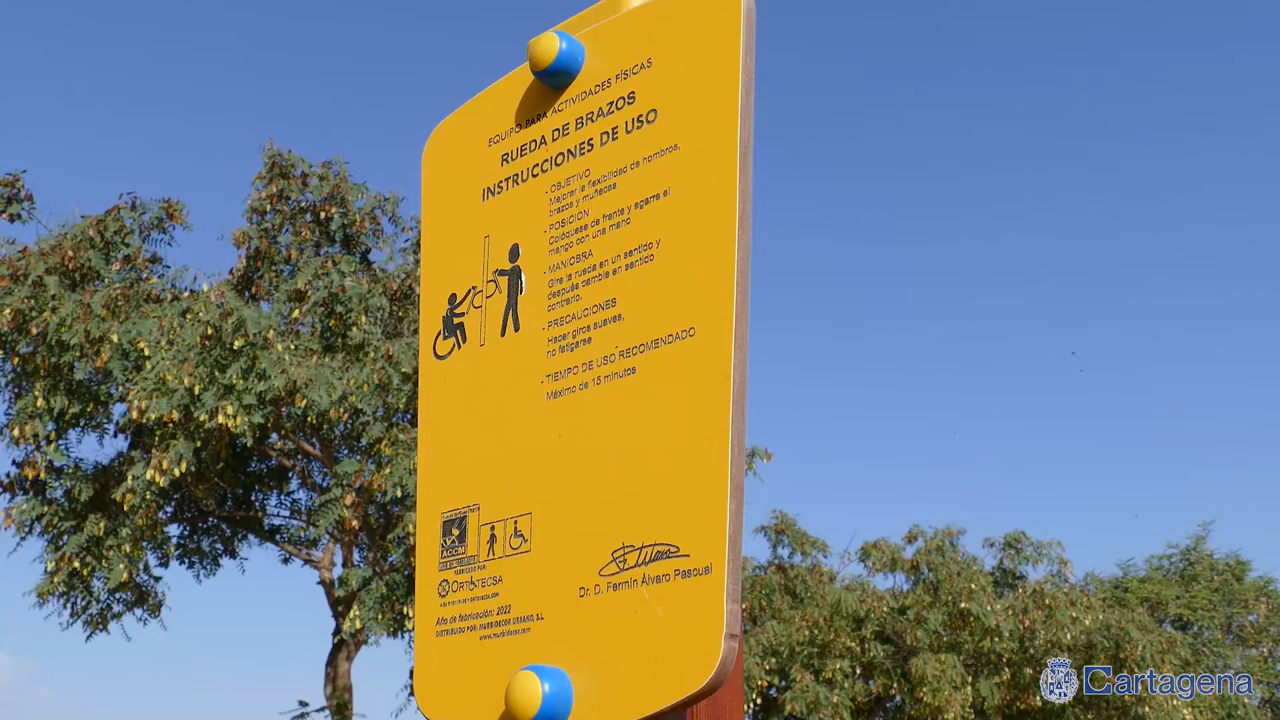 EQUIPO PARA ACTIVIDADES FÍSICAS
RUEDA DE BRAZOS
INSTRUCCIONES DE USO
- OBJETIVO
Mejorar la flexibilidad de hombros,
brazos y muñecas
- POSICION
Colóquese de frente y agarre el
mango con una mano
- MANIOBRA
Gire la rueda en un sentido y
después cambie en sentido
contrario.
- PRECAUCIONES
Hacer giros suaves,
no fatigarse
- TIEMPO DE USO RECOMENDADO
Máximo de 15 minutos
ACCM
FABRICADO POR:
ORTOTECSA
Dr. D. Fermín Álvaro Pascual
Año de fabricación: 2022
DISTRIBUIDO POR: MURBIDECOR URBANO, S.L
www.murbidecor.com
Cartagena